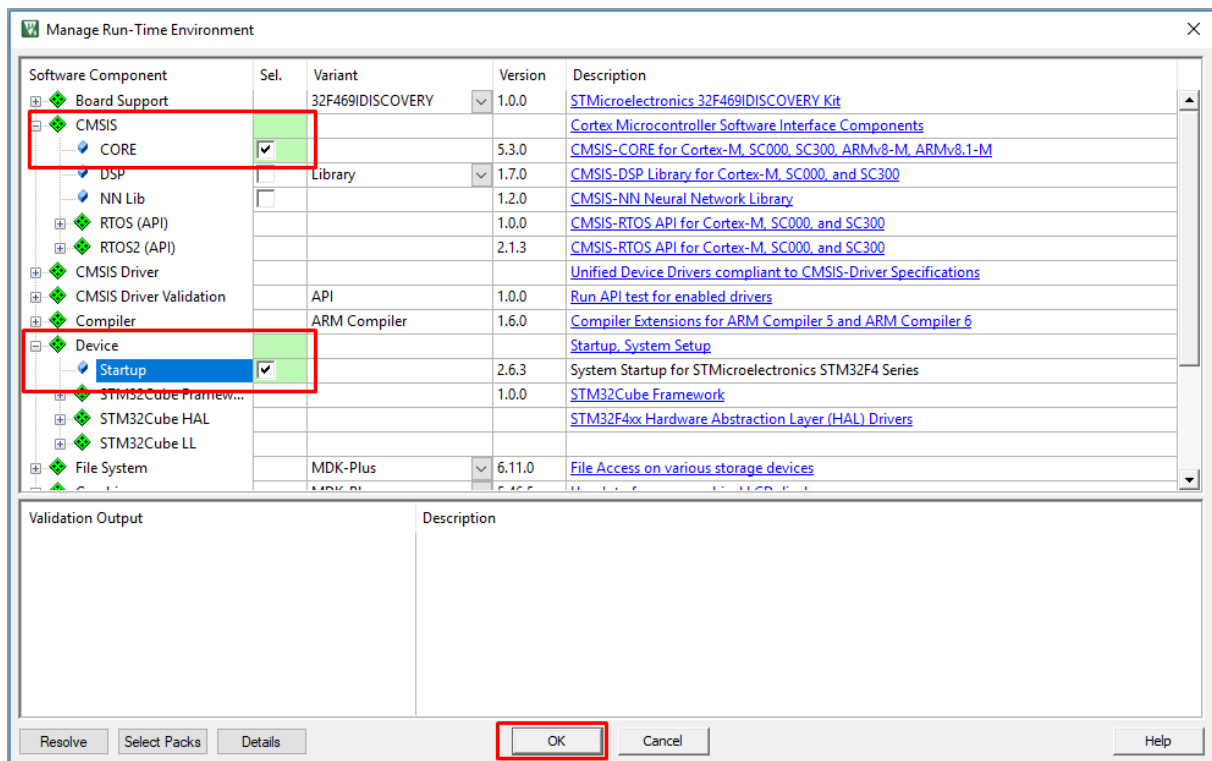 Manage Run-Time Environment
Software Component Sel. Variant Version Description
Board Support 32F469IDISCOVERY 1.0.0 STMicroelectronics 32F469IDISCOVERY Kit
CMSIS Cortex Microcontroller Software Interface Components
CORE 5.3.0 CMSIS-CORE for Cortex-M, SC000, SC300, ARMv8-M, ARMv8.1-M
DSP Library 1.7.0 CMSIS-DSP Library for Cortex-M, SC000, and SC300
NN Lib 1.2.0 CMSIS-NN Neural Network Library
RTOS (API) 1.0.0 CMSIS-RTOS API for Cortex-M, SC000, and SC300
RTOS2 (API) 2.1.3 CMSIS-RTOS API for Cortex-M, SC000, and SC300
CMSIS Driver Unified Device Drivers compliant to CMSIS-Driver Specifications
CMSIS Driver Validation API 1.0.0 Run API test for enabled drivers
Compiler ARM Compiler 1.6.0 Compiler Extensions for ARM Compiler 5 and ARM Compiler 6
Device Startup, System Setup
Startup 2.6.3 System Startup for STMicroelectronics STM32F4 Series
STM32Cube Framew... 1.0.0 STM32Cube Framework
STM32Cube HAL STM32F4xx Hardware Abstraction Layer (HAL) Drivers
STM32Cube LL
File System MDK-Plus 6.11.0 File Access on various storage devices
Validation Output Description
Resolve Select Packs Details OK Cancel Help